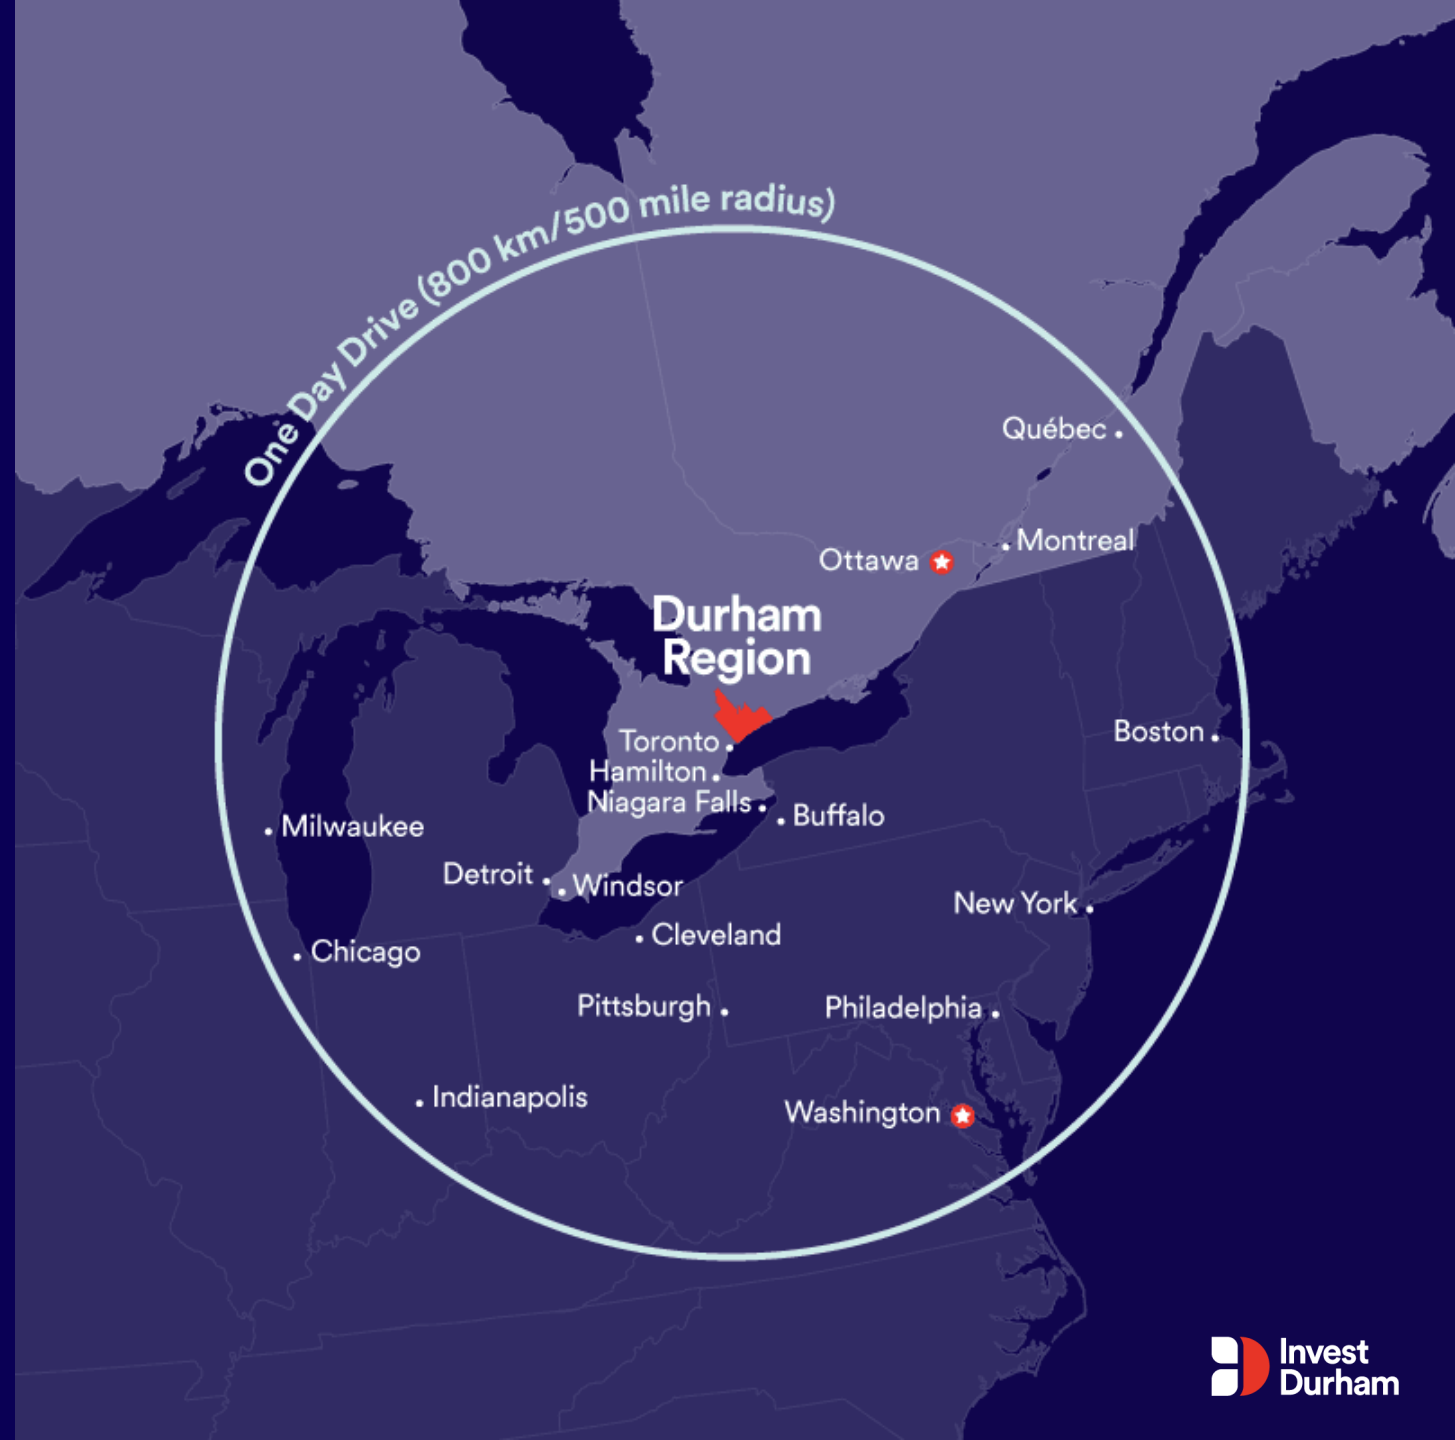 One Day Drive (800 km/500 mile radius)
Québec
Montreal
Ottawa
Durham
Region
Toronto
Boston
Hamilton
Niagara Falls
Buffalo
Milwaukee
Detroit
Windsor
New York
Cleveland
Chicago
Pittsburgh
Philadelphia
Indianapolis
Washington
Invest
Durham